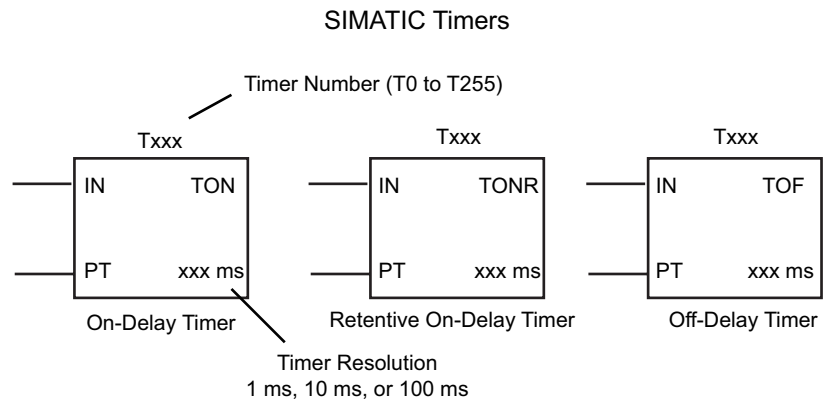 SIMATIC Timers
Timer Number (T0 to T255)
Txxx
Txxx
Txxx
IN TON
IN TONR
IN TOF
PT xxx ms
PT xxx ms
PT xxx ms
On-Delay Timer
Retentive On-Delay Timer
Off-Delay Timer
Timer Resolution
1 ms, 10 ms, or 100 ms